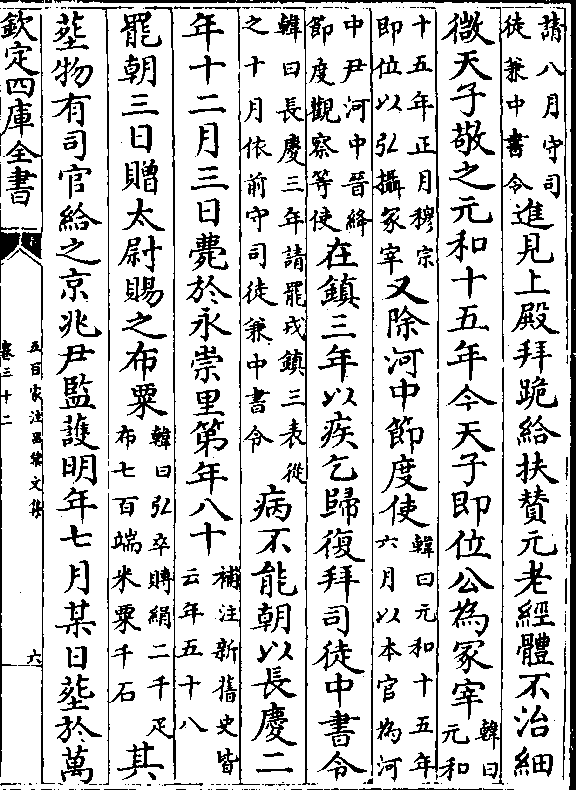 請八月守司
徒兼中書令
進見上殿拜跪給扶贊元老經體不治細
微天子敬之元和十五年今天子即位公為冢宰
韓曰
元和
十五年正月穆宗
即位以弘攝冢宰
又除河中節度使
韓曰元和十五年
六月以本官為河
中尹河中晉絳
節度觀察等使
在鎮三年以疾乞歸復拜司徒中書令
韓曰長慶三年請罷戎鎮三表從
之十月依前守司徒兼中書令
病不能朝以長慶二
年十二月三日薨於永崇里第年八十
補注新舊史皆
云年五十八
罷朝三日贈太尉賜之布粟
韓曰弘卒賻絹二千疋
布七百端米粟千石
其
塟物有司官給之京兆尹監護明年七月某日塟於萬
欽定四庫全書
五百家注昌黎文集
卷三十二
六